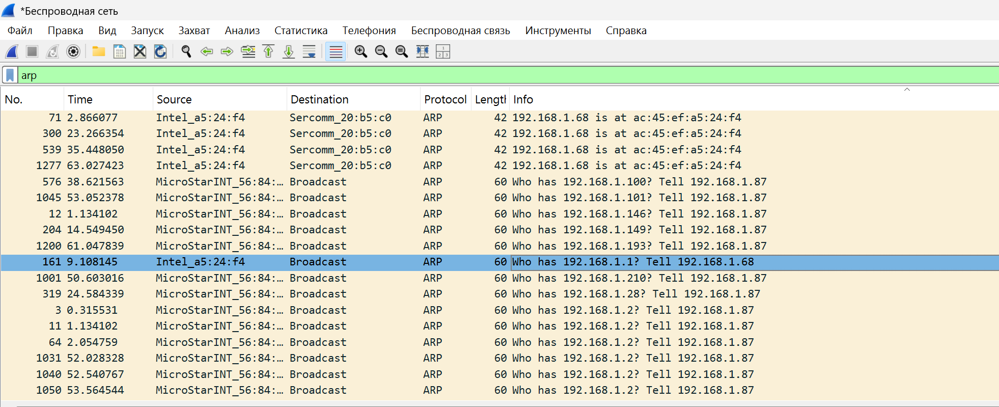 *Беспроводная сеть
Файл Правка Вид Запуск Захват Анализ Статистика Телефония Беспроводная связь Инструменты Справка
arp
No. Time Source Destination Protocol Length Info
71 2.866077 Intel_a5:24:f4 Sercomm_20:b5:c0 ARP 42 192.168.1.68 is at ac:45:ef:a5:24:f4
300 23.266354 Intel_a5:24:f4 Sercomm_20:b5:c0 ARP 42 192.168.1.68 is at ac:45:ef:a5:24:f4
539 35.448050 Intel_a5:24:f4 Sercomm_20:b5:c0 ARP 42 192.168.1.68 is at ac:45:ef:a5:24:f4
1277 63.027423 Intel_a5:24:f4 Sercomm_20:b5:c0 ARP 42 192.168.1.68 is at ac:45:ef:a5:24:f4
576 38.621563 MicroStarINT_56:84:… Broadcast ARP 60 Who has 192.168.1.100? Tell 192.168.1.87
1045 53.052378 MicroStarINT_56:84:… Broadcast ARP 60 Who has 192.168.1.101? Tell 192.168.1.87
12 1.134102 MicroStarINT_56:84:… Broadcast ARP 60 Who has 192.168.1.146? Tell 192.168.1.87
204 14.549450 MicroStarINT_56:84:… Broadcast ARP 60 Who has 192.168.1.149? Tell 192.168.1.87
1200 61.047839 MicroStarINT_56:84:… Broadcast ARP 60 Who has 192.168.1.193? Tell 192.168.1.87
161 9.108145 Intel_a5:24:f4 Broadcast ARP 60 Who has 192.168.1.1? Tell 192.168.1.68
1001 50.603016 MicroStarINT_56:84:… Broadcast ARP 60 Who has 192.168.1.210? Tell 192.168.1.87
319 24.584339 MicroStarINT_56:84:… Broadcast ARP 60 Who has 192.168.1.28? Tell 192.168.1.87
3 0.315531 MicroStarINT_56:84:… Broadcast ARP 60 Who has 192.168.1.2? Tell 192.168.1.87
11 1.134102 MicroStarINT_56:84:… Broadcast ARP 60 Who has 192.168.1.2? Tell 192.168.1.87
64 2.054759 MicroStarINT_56:84:… Broadcast ARP 60 Who has 192.168.1.2? Tell 192.168.1.87
1031 52.028328 MicroStarINT_56:84:… Broadcast ARP 60 Who has 192.168.1.2? Tell 192.168.1.87
1040 52.540767 MicroStarINT_56:84:… Broadcast ARP 60 Who has 192.168.1.2? Tell 192.168.1.87
1050 53.564544 MicroStarINT_56:84:… Broadcast ARP 60 Who has 192.168.1.2? Tell 192.168.1.87